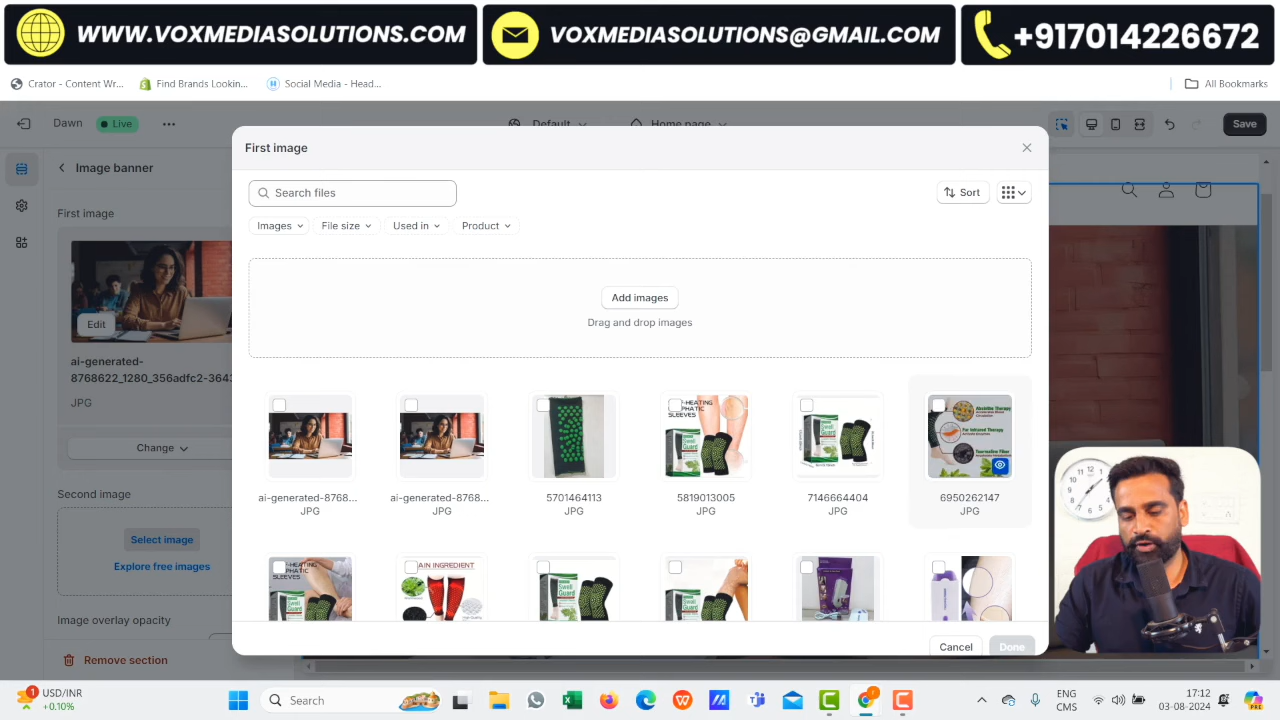 WWW.VOXMEDIASOLUTIONS.COM
VOXMEDIASOLUTIONS@GMAIL.COM
+917014226672
Crator - Content Wr...
Find Brands Lookin...
Social Media - Head...
All Bookmarks
Dawn
Live
Default
Home page
Save
Image banner
First image
Edit
ai-generated-
8768622_1280_356adfc2-3643
JPG
Change
Second image
Select image
Explore free images
Image overlay opacity
Remove section
First image
Search files
Sort
Images
File size
Used in
Product
Add images
Drag and drop images
ai-generated-8768...
JPG
ai-generated-8768...
JPG
5701464113
JPG
5819013005
JPG
7146664404
JPG
6950262147
JPG
Cancel
Done
1
USD/INR
+0.10%
Search
ENG
CMS
17:12
03-08-2024